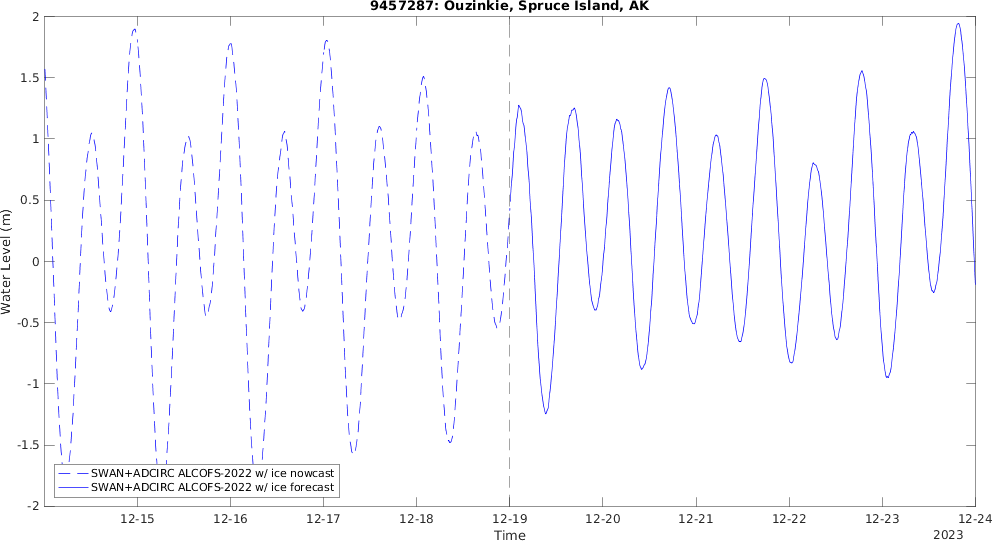 9457287: Ouzinkie, Spruce Island, AK
2
1.5
1
0.5
0
-0.5
-1
-1.5
-2
Water Level (m)
SWAN+ADCIRC ALCOFS-2022 w/ ice nowcast
SWAN+ADCIRC ALCOFS-2022 w/ ice forecast
12-15 12-16 12-17 12-18 12-19 12-20 12-21 12-22 12-23 12-24
Time
2023